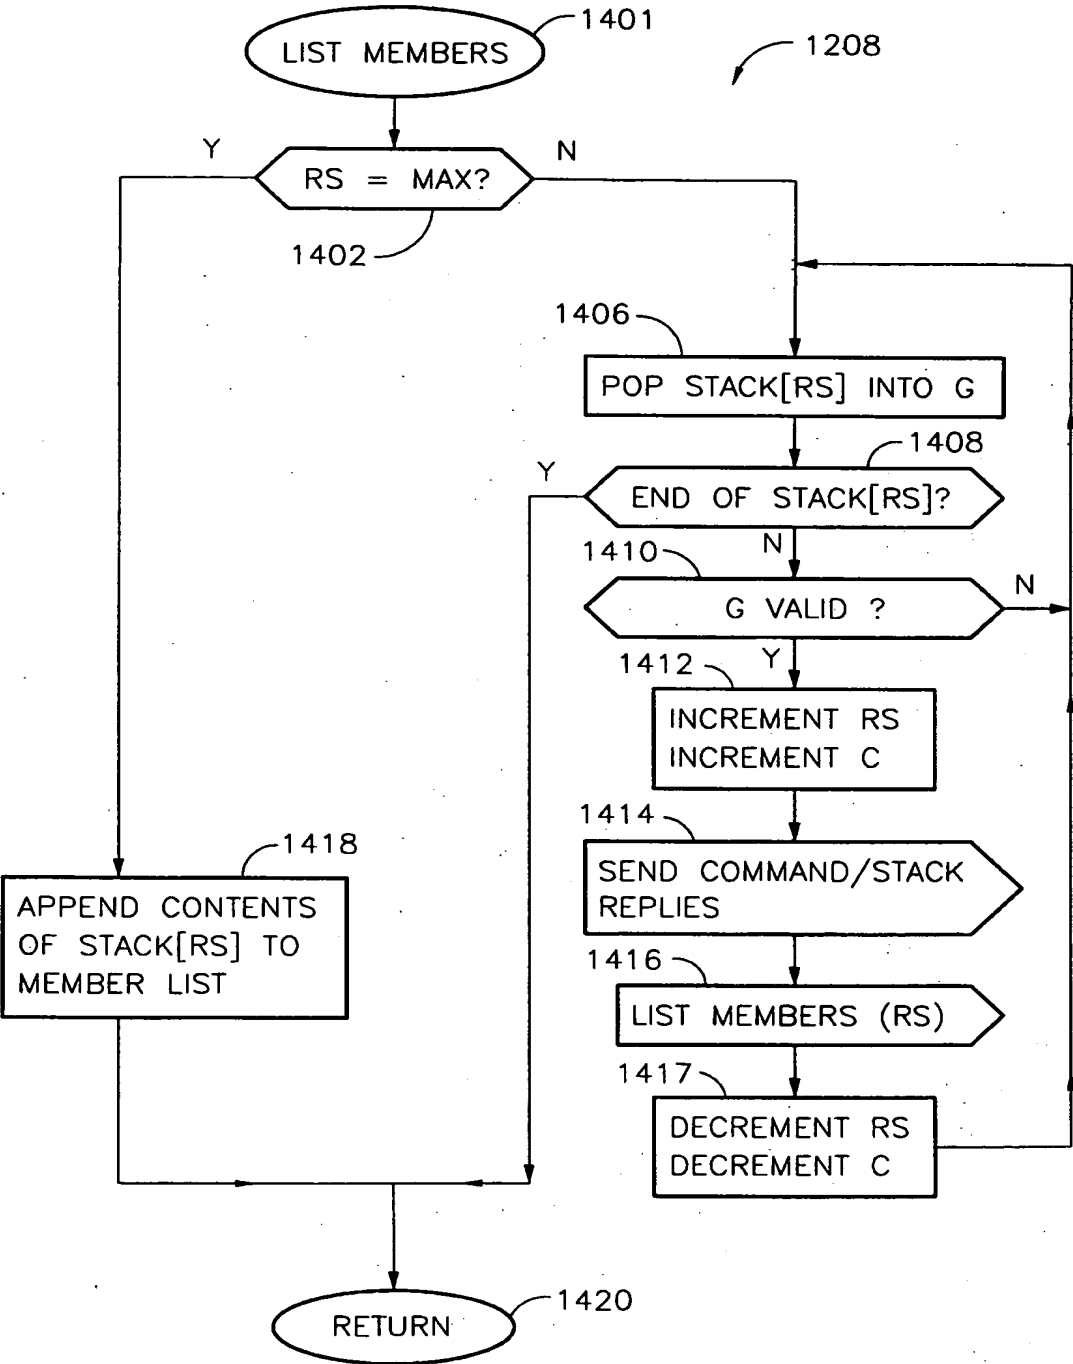 1401
LIST MEMBERS
1208
Y
N
RS = MAX?
1402
1406
POP STACK[RS] INTO G
1408
Y
END OF STACK[RS]?
N
1410
N
G VALID ?
Y
1412
INCREMENT RS
INCREMENT C
1414
SEND COMMAND/STACK
REPLIES
1418
APPEND CONTENTS
OF STACK[RS] TO
MEMBER LIST
1416
LIST MEMBERS (RS)
1417
DECREMENT RS
DECREMENT C
1420
RETURN